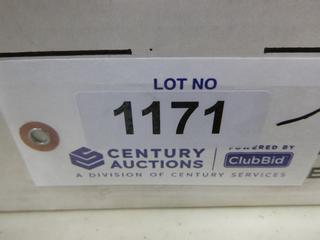 LOT NO
1171
CENTURY
AUCTIONS
POWERED BY
ClubBid
A DIVISION OF CENTURY SERVICES